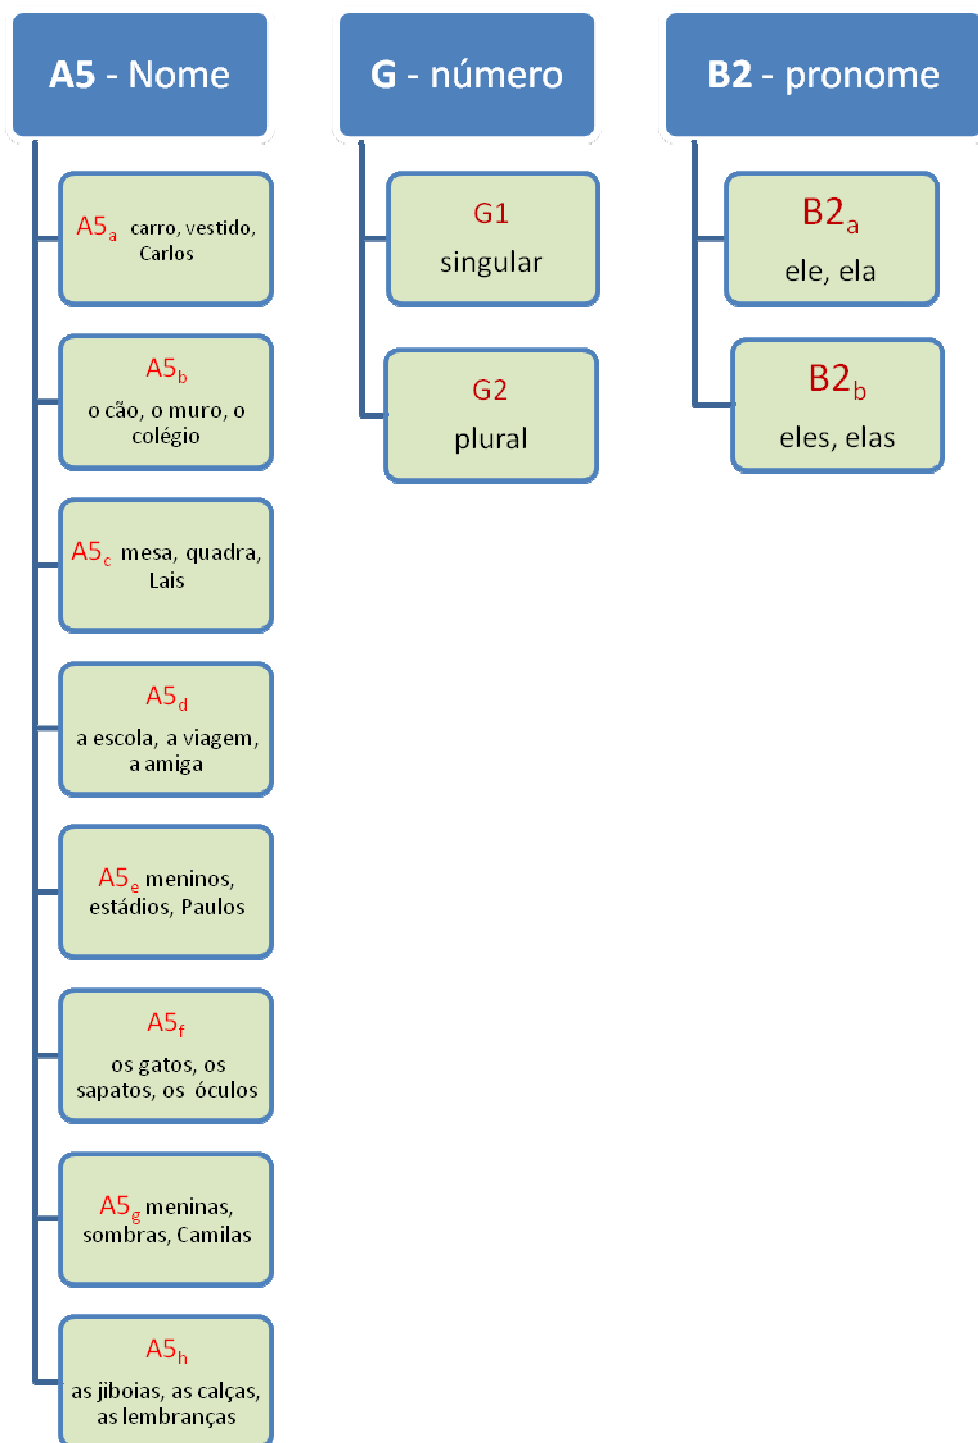 A5 - Nome
A5a carro, vestido,
Carlos
A5b
o cão, o muro, o
colégio
A5c mesa, quadra,
Lais
A5d
a escola, a viagem,
a amiga
A5e meninos,
estádios, Paulos
A5f
os gatos, os
sapatos, os óculos
A5g meninas,
sombras, Camilas
A5h
as jiboias, as calças,
as lembranças
G - número
G1
singular
G2
plural
B2 - pronome
B2a
ele, ela
B2b
eles, elas